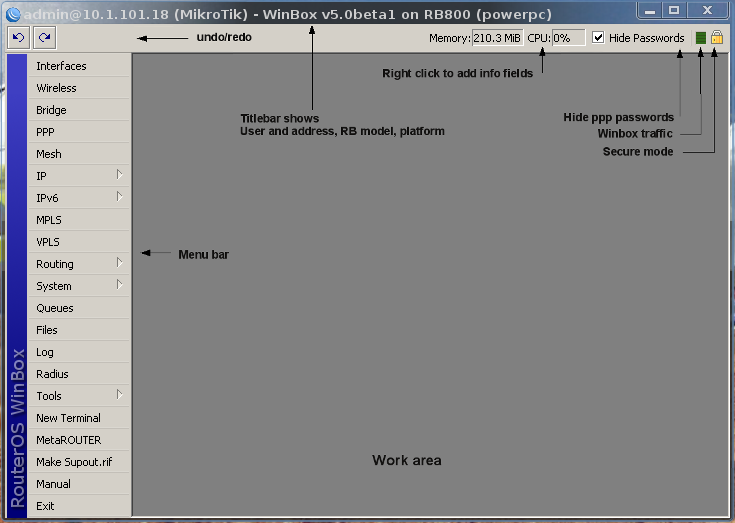 admin@10.1.101.18 (MikroTik) - WinBox v5.0beta1 on RB800 (powerpc)
undo/redo
Memory: 210.3 MiB CPU: 0% Hide Passwords
Right click to add info fields
Titlebar shows
User and address, RB model, platform
Hide ppp passwords
Winbox traffic
Secure mode
Interfaces
Wireless
Bridge
PPP
Mesh
IP
IPv6
MPLS
VPLS
Menu bar
Routing
System
Queues
Files
Log
Radius
Tools
New Terminal
MetaROUTER
Make Supout.rif
Manual
Exit
Work area
RouterOS WinBox